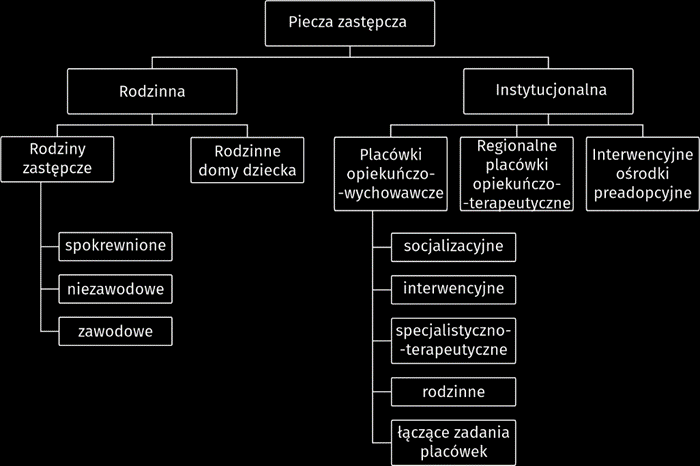 Piecza zastępcza
Rodzinna
Instytucjonalna
Rodziny
zastępcze
Rodzinne
domy dziecka
Placówki
opiekuńczo-
-wychowawcze
Regionalne
placówki
opiekuńczo-
-terapeutyczne
Interwencyjne
ośrodki
preadopcyjne
spokrewnione
niezawodowe
zawodowe
socjalizacyjne
interwencyjne
specjalistyczno-
-terapeutyczne
rodzinne
łączące zadania
placówek